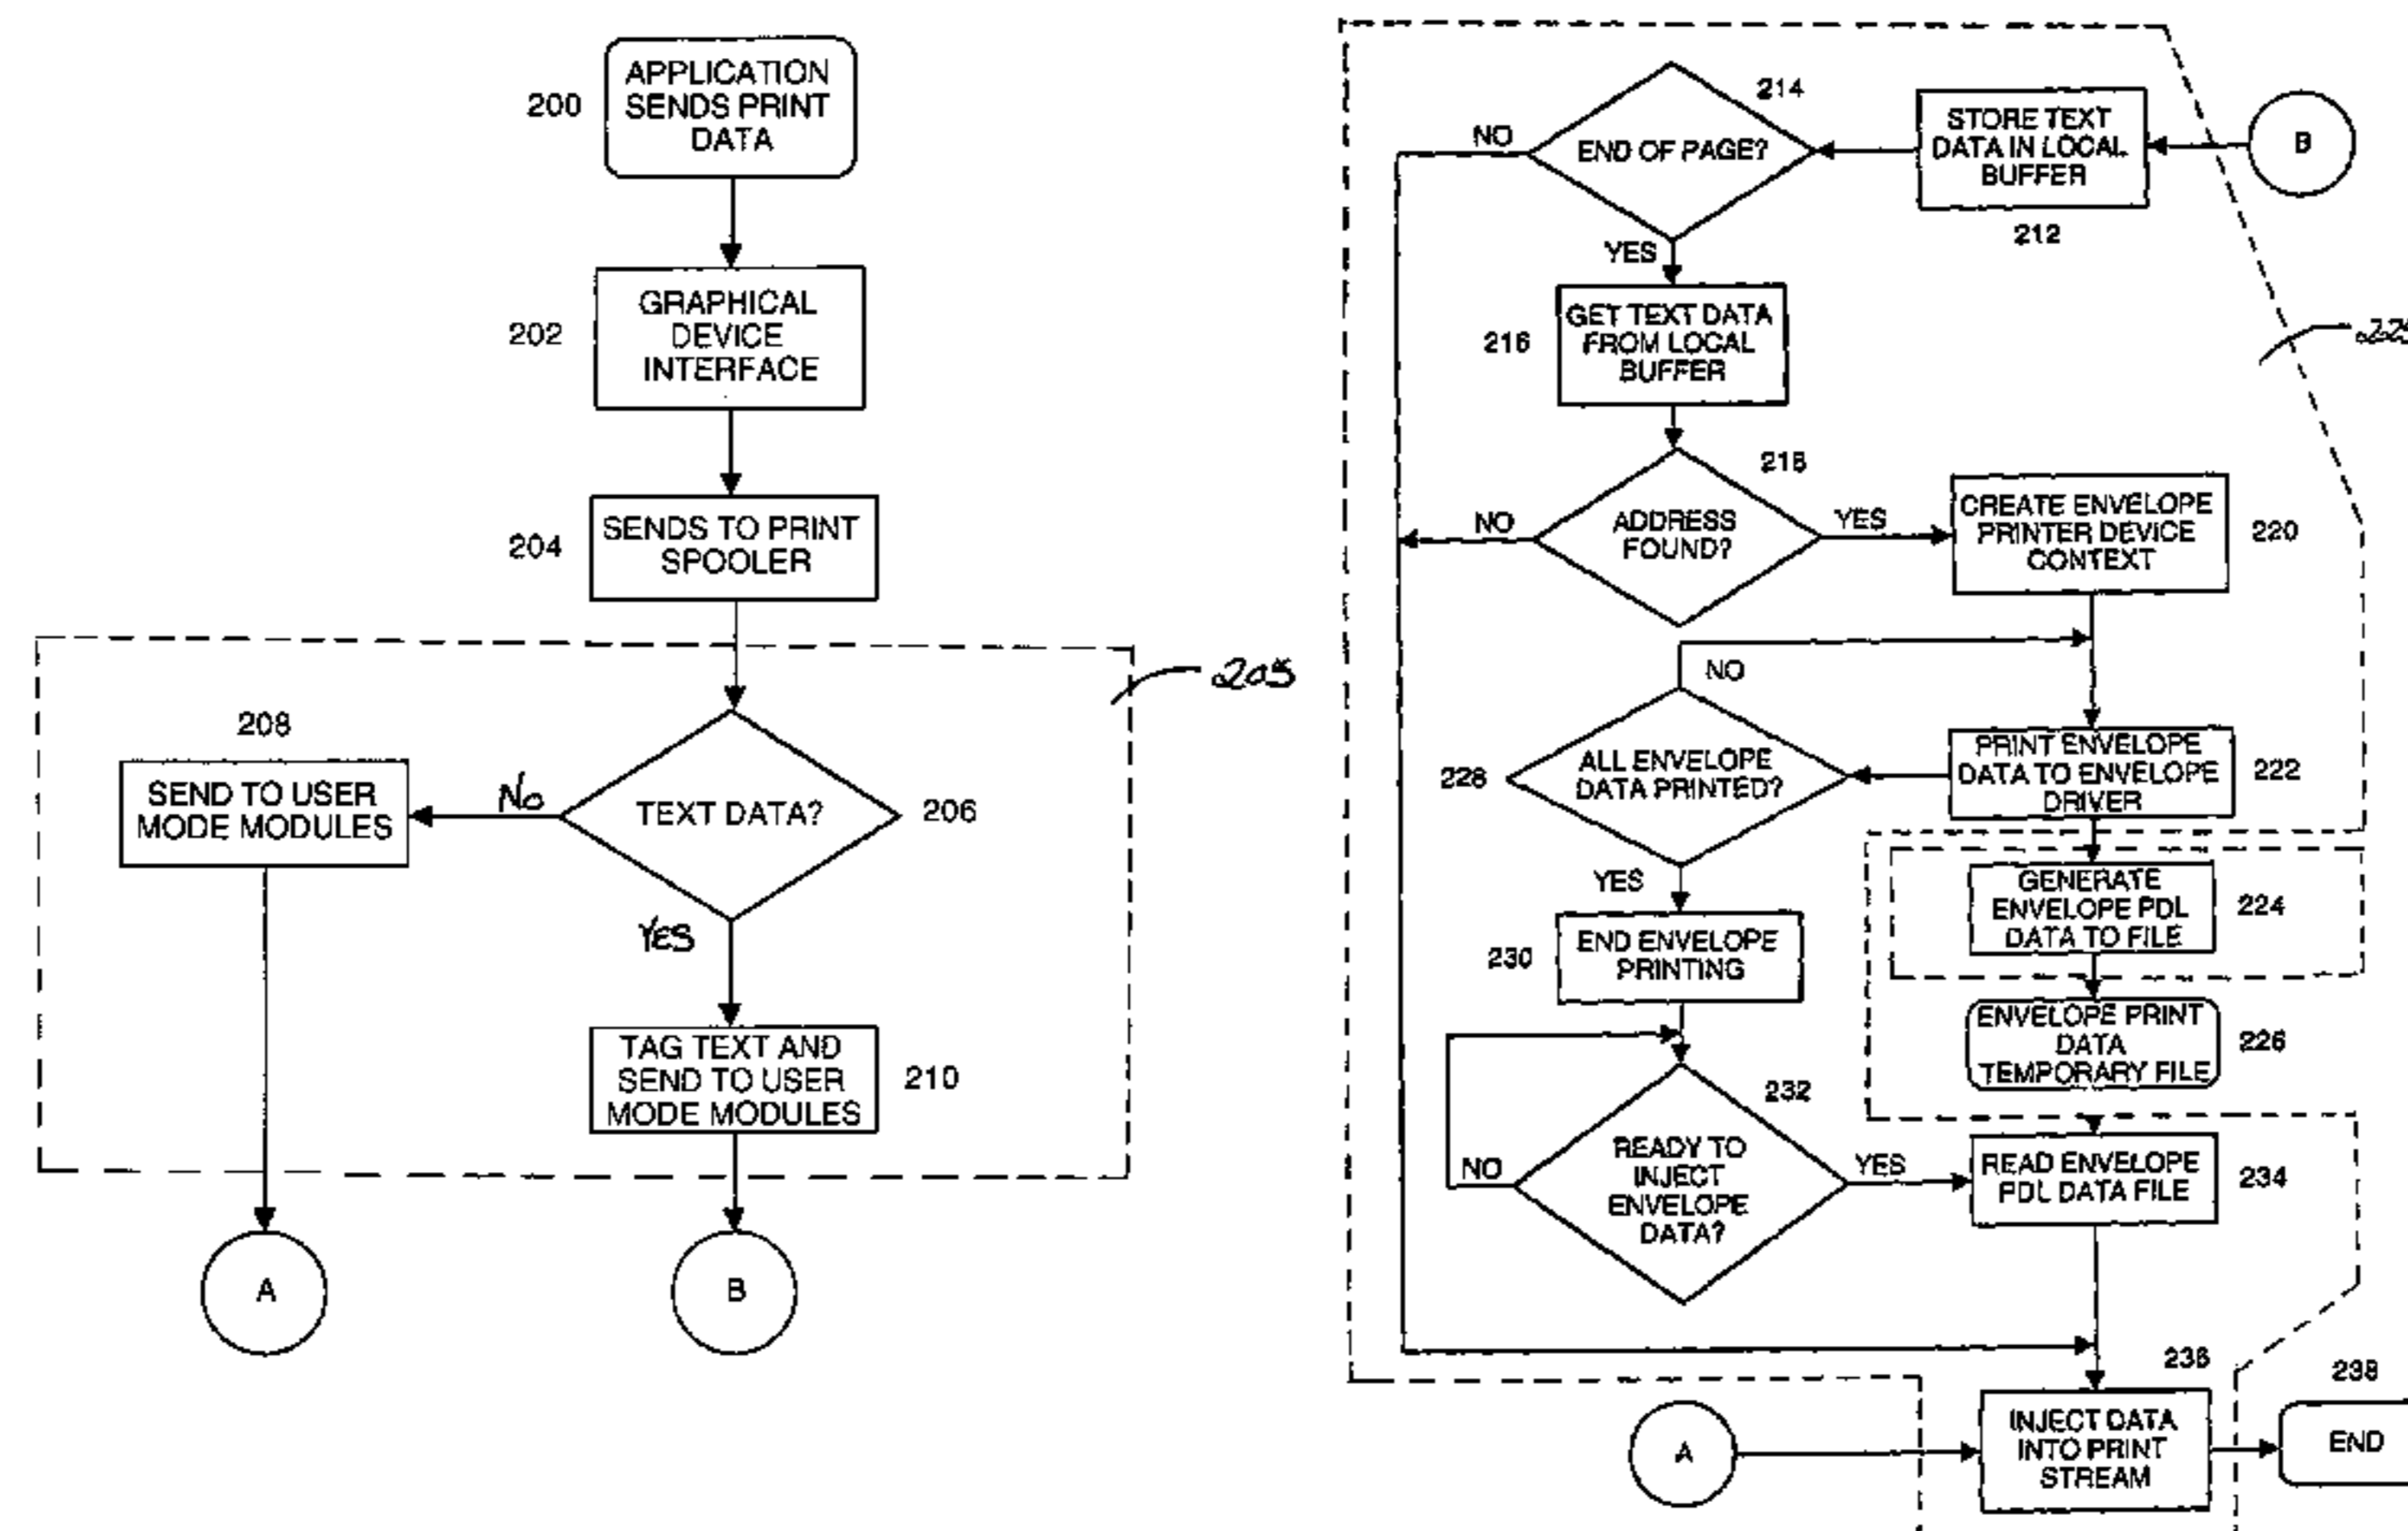 200
APPLICATION
SENDS PRINT
DATA
202
GRAPHICAL
DEVICE
INTERFACE
204
SENDS TO PRINT
SPOOLER
205
208
SEND TO USER
MODE MODULES
No
TEXT DATA?
206
YES
TAG TEXT AND
SEND TO USER
MODE MODULES
210
A
B
214
NO
END OF PAGE?
STORE TEXT
DATA IN LOCAL
BUFFER
212
B
YES
216
GET TEXT DATA
FROM LOCAL
BUFFER
218
NO
ADDRESS
FOUND?
YES
CREATE ENVELOPE
PRINTER DEVICE
CONTEXT
220
NO
228
ALL ENVELOPE
DATA PRINTED?
PRINT ENVELOPE
DATA TO ENVELOPE
DRIVER
222
YES
GENERATE
ENVELOPE PDL
DATA TO FILE
224
230
END ENVELOPE
PRINTING
ENVELOPE PRINT
DATA
TEMPORARY FILE
226
232
NO
READY TO
INJECT
ENVELOPE
DATA?
YES
READ ENVELOPE
PDL DATA FILE
234
236
238
A
INJECT DATA
INTO PRINT
STREAM
END